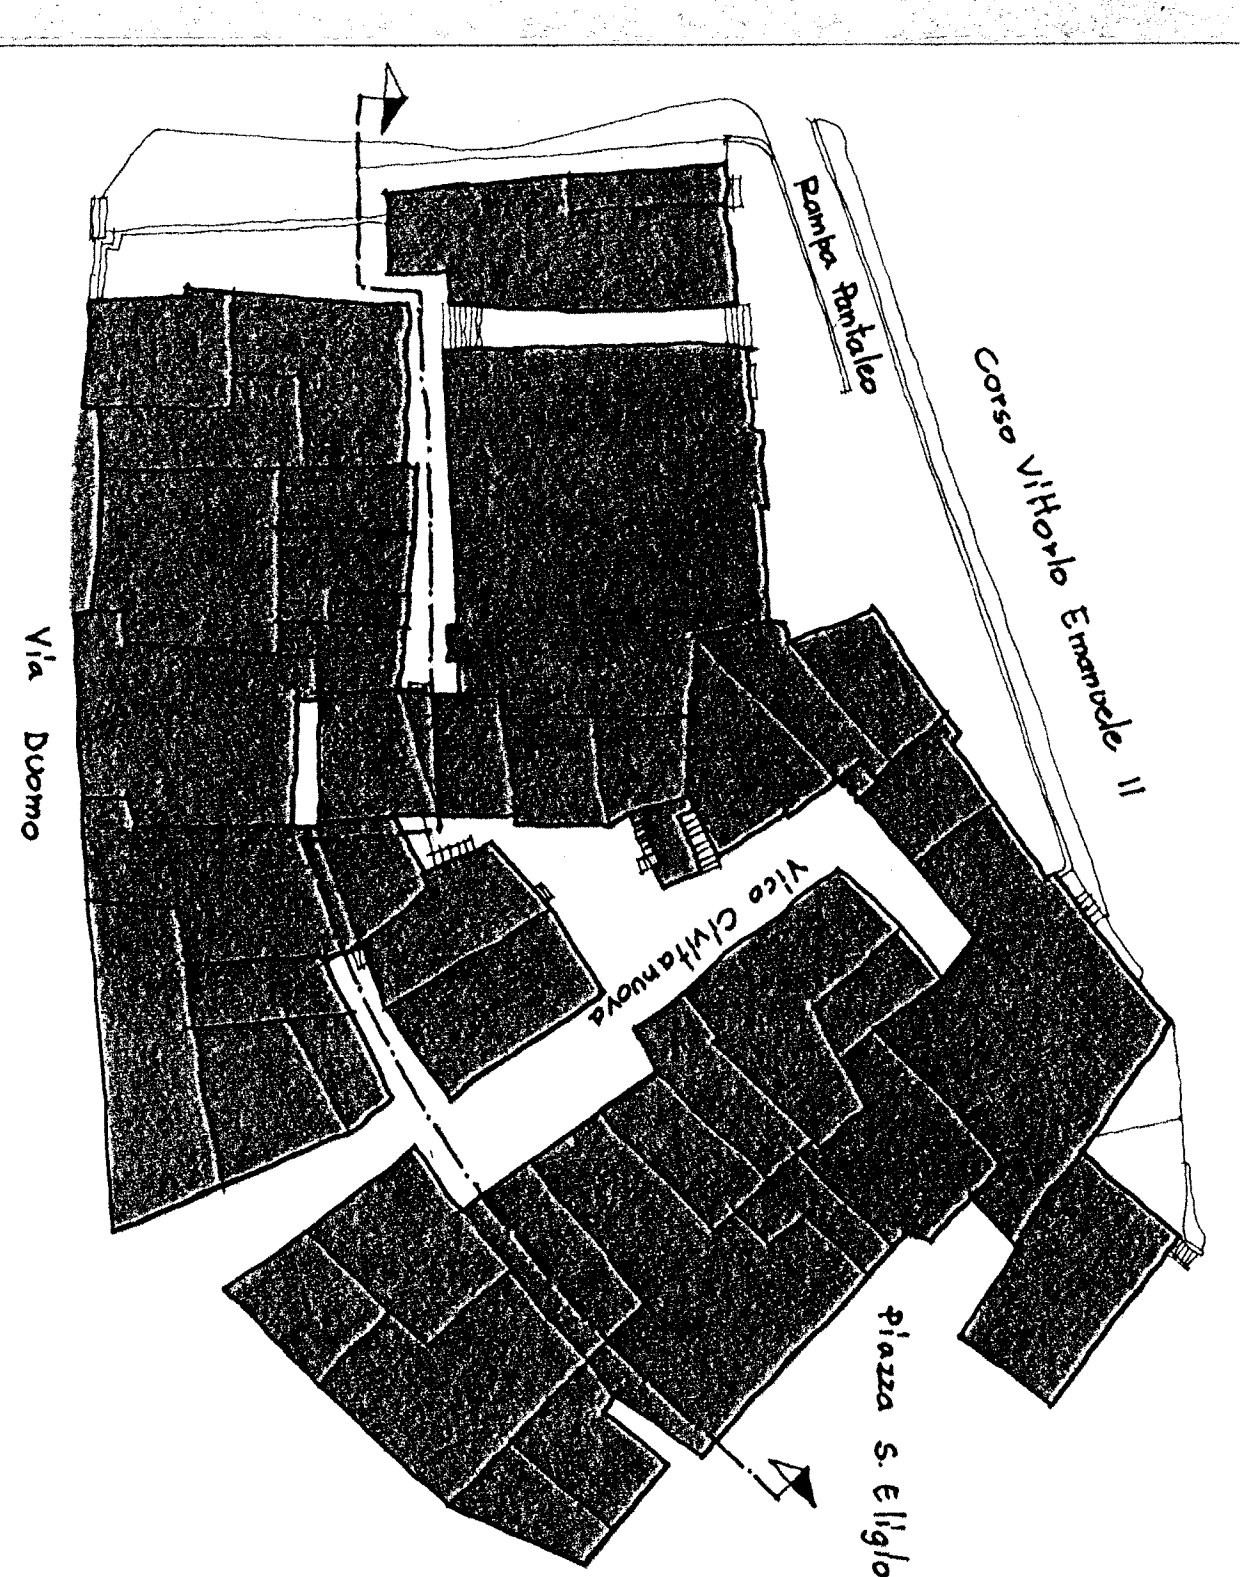 Rampa Pantaleo
Corso Vittorio Emanuele II
Via Duomo
Vico Civitanuova
Piazza S. Eligio